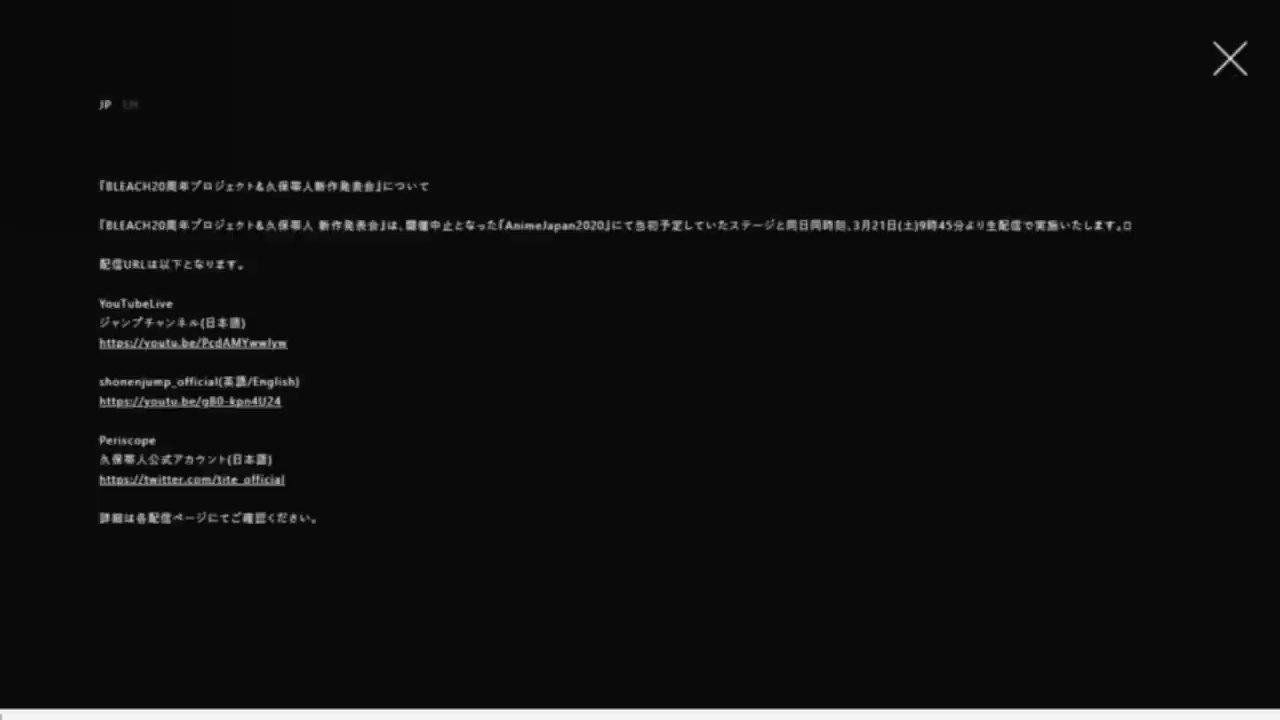 JP EN
『BLEACH20周年プロジェクト&久保帯人新作発表会』について
『BLEACH20周年プロジェクト&久保帯人 新作発表会』は、開催中止となった『AnimeJapan2020』にて当初予定していたステージと同日同時刻、3月21日(土)9時45分より生配信で実施いたします。
配信URLは以下となります。
YouTubeLive
ジャンプチャンネル(日本語)
https://youtu.be/PcdAMYwwIyw
shonenjump_official(英語/English)
https://youtu.be/g80-kpn4U24
Periscope
久保帯人公式アカウント(日本語)
https://twitter.com/tite_official
詳細は各配信ページにてご確認ください。